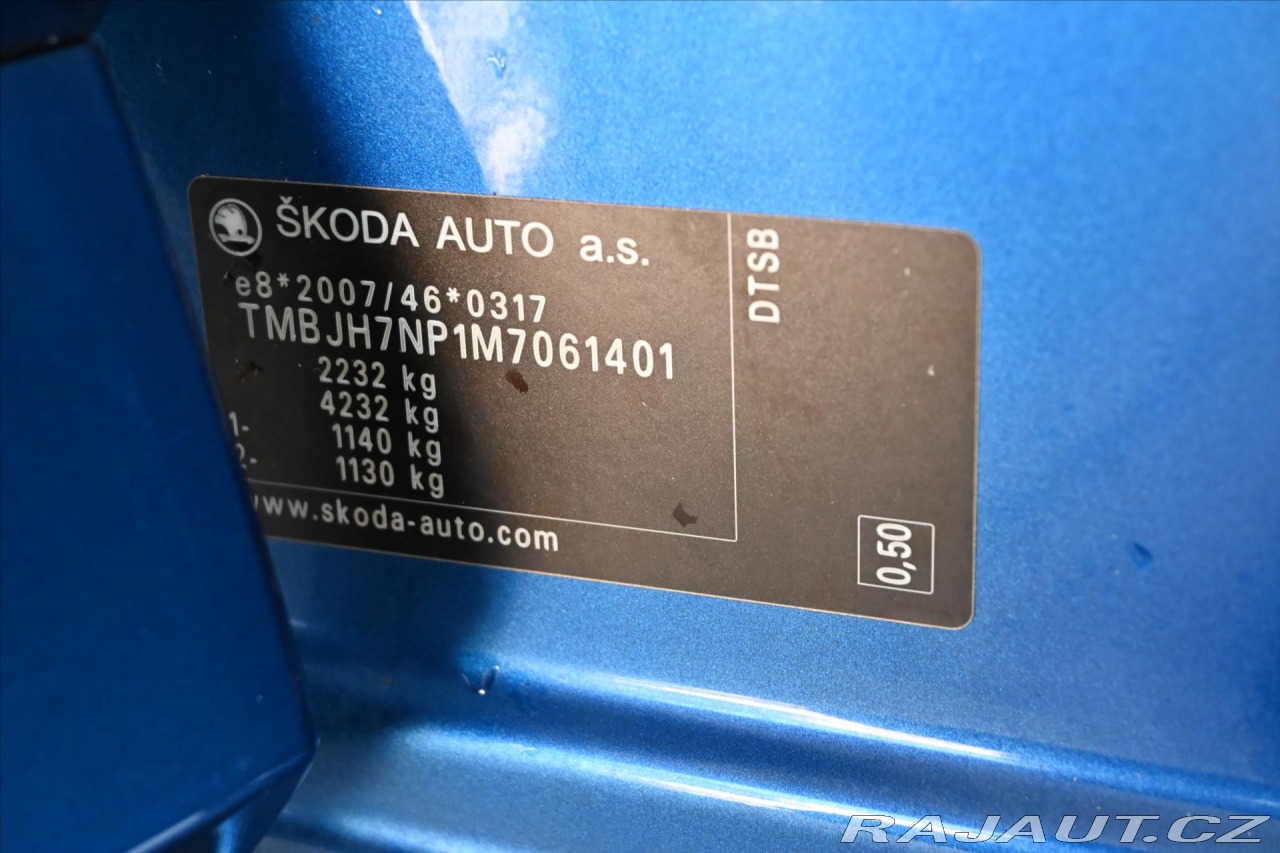 ŠKODA AUTO a.s.
e8*2007/46*0317
TMBJH7NP1M7061401
2232 kg
4232 kg
1- 1140 kg
2- 1130 kg
www.skoda-auto.com
DTSB
0,50
RAJAUT.CZ